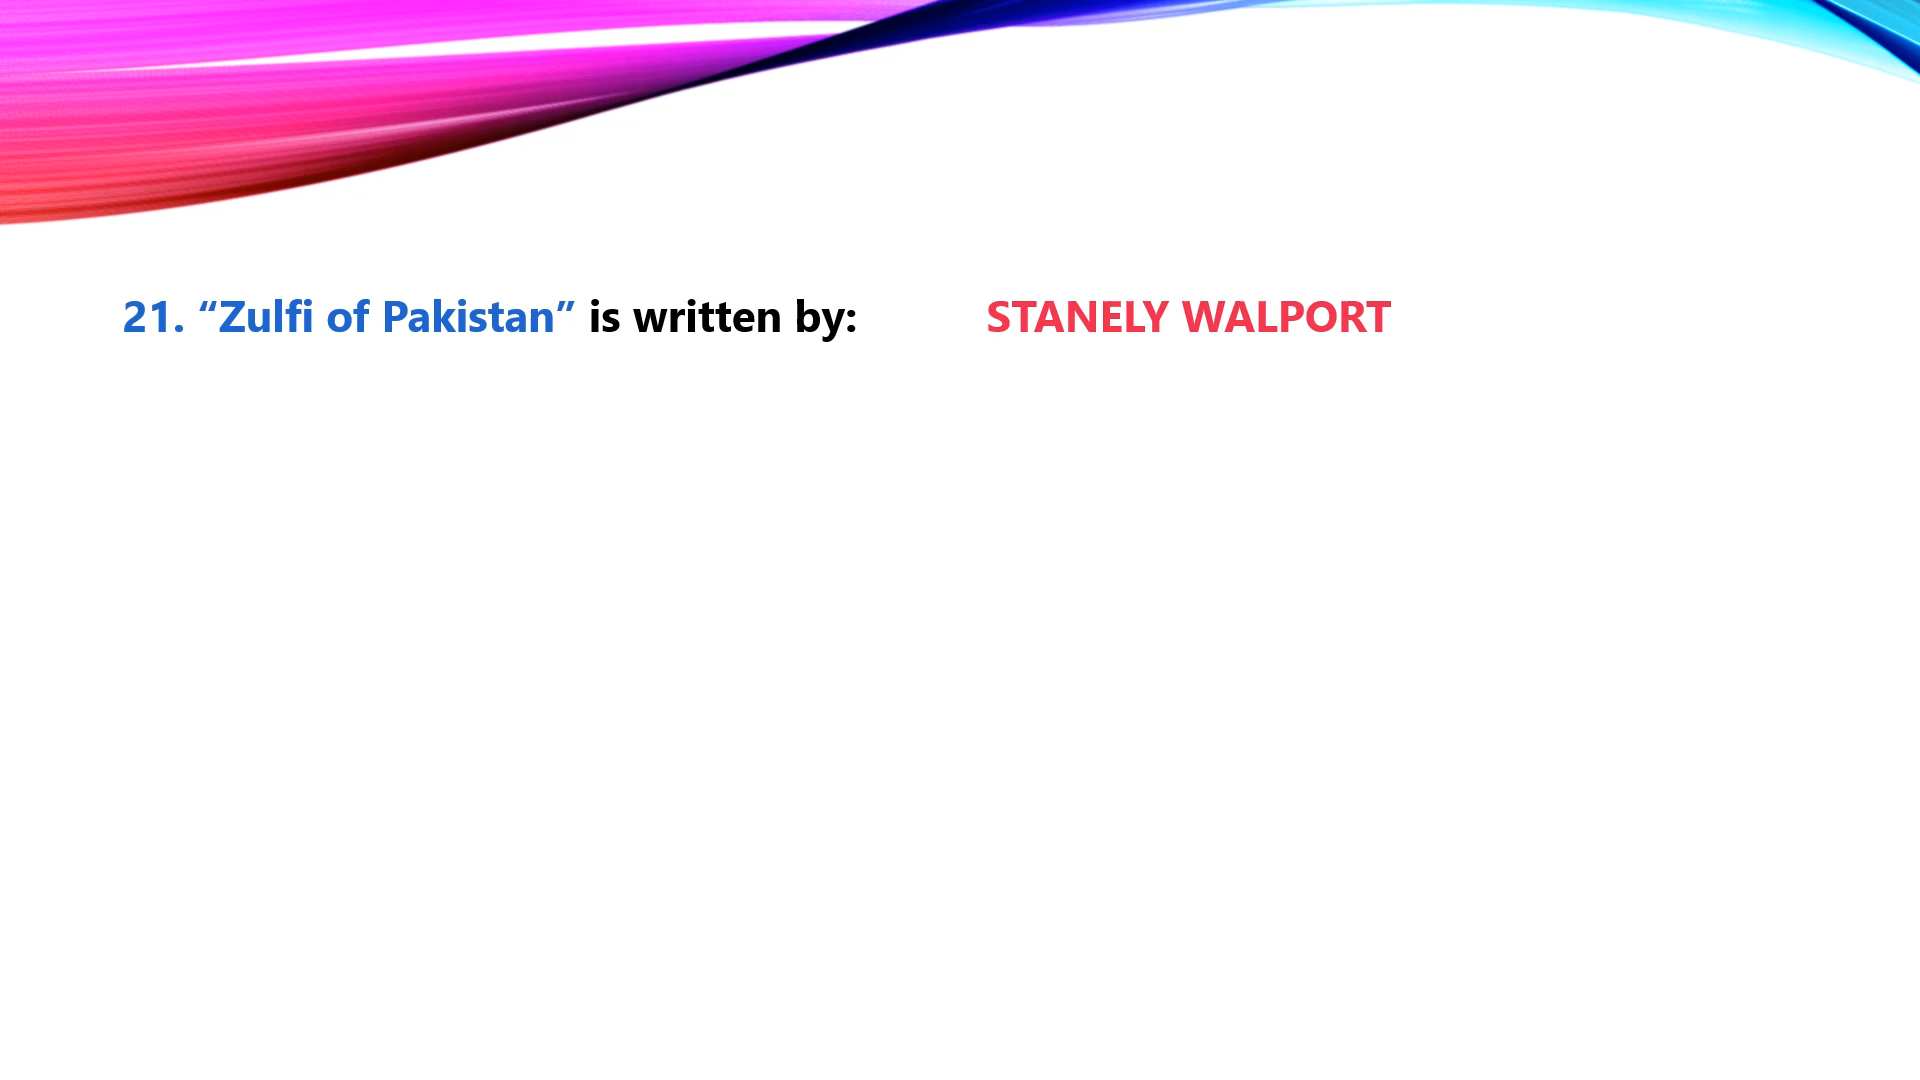 21. “Zulfi of Pakistan” is written by: STANELY WALPORT